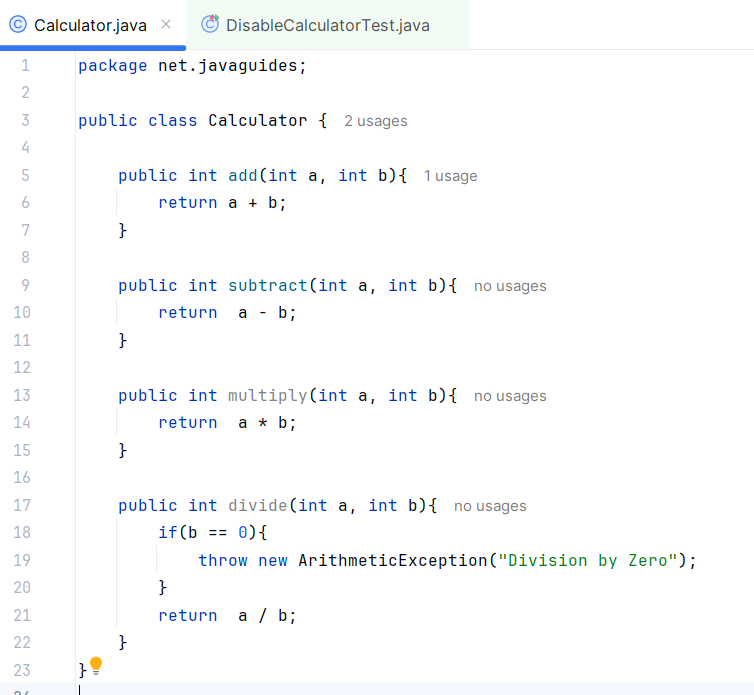 Calculator.java × DisableCalculatorTest.java
1 package net.javaguides;
2
3 public class Calculator { 2 usages
4
5     public int add(int a, int b){ 1 usage
6         return a + b;
7     }
8
9     public int subtract(int a, int b){ no usages
10         return  a - b;
11     }
12
13     public int multiply(int a, int b){ no usages
14         return  a * b;
15     }
16
17     public int divide(int a, int b){ no usages
18         if(b == 0){
19             throw new ArithmeticException("Division by Zero");
20         }
21         return  a / b;
22     }
23 }